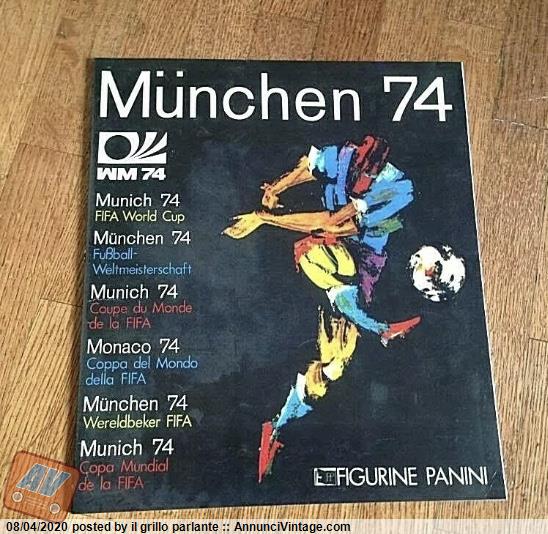 München 74
WM 74
Munich 74
FIFA World Cup
München 74
Fußball-
Weltmeisterschaft
Munich 74
Coupe du Monde
de la FIFA
Monaco 74
Coppa del Mondo
della FIFA
München 74
Wereldbeker FIFA
Munich 74
Copa Mundial
de la FIFA
FIGURINE PANINI
AV
08/04/2020 posted by il grillo parlante :: AnnunciVintage.com